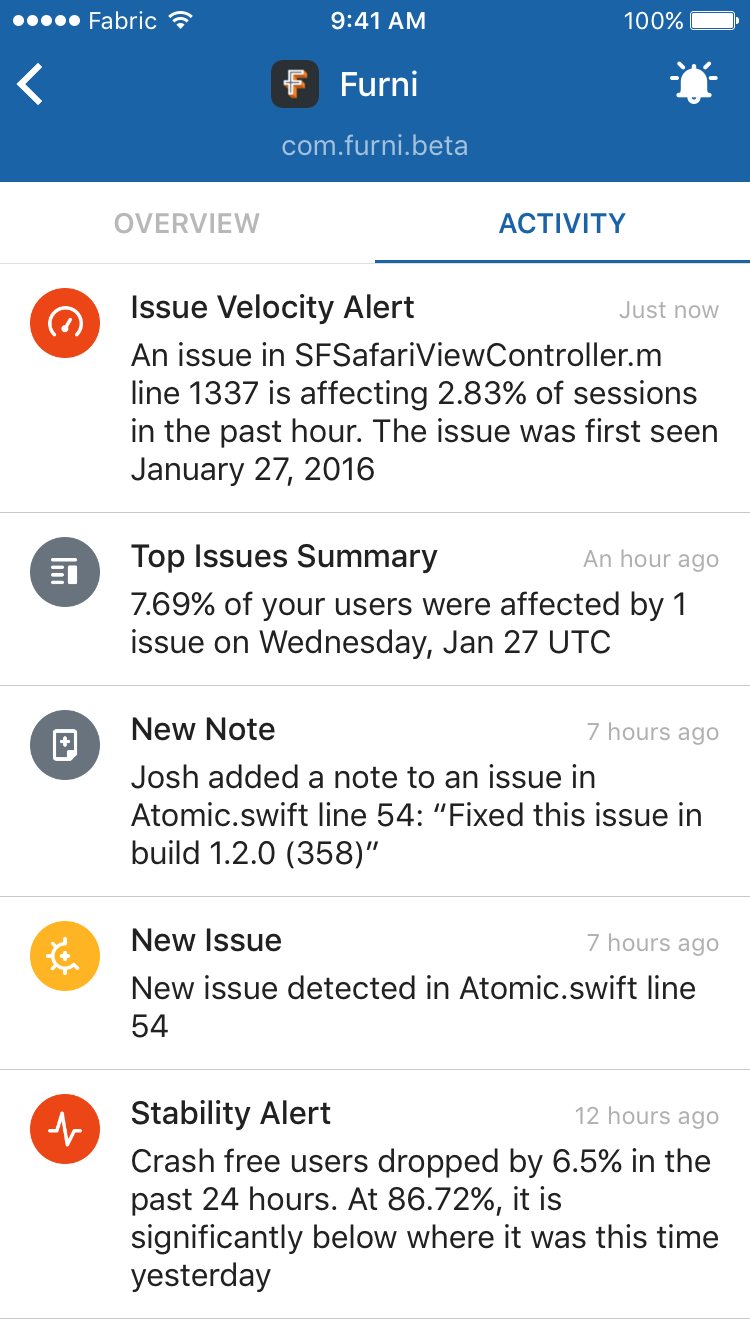 Fabric 9:41 AM 100%
Furni
com.furni.beta
OVERVIEW ACTIVITY
Issue Velocity Alert Just now
An issue in SFSafariViewController.m
line 1337 is affecting 2.83% of sessions
in the past hour. The issue was first seen
January 27, 2016
Top Issues Summary An hour ago
7.69% of your users were affected by 1
issue on Wednesday, Jan 27 UTC
New Note 7 hours ago
Josh added a note to an issue in
Atomic.swift line 54: “Fixed this issue in
build 1.2.0 (358)”
New Issue 7 hours ago
New issue detected in Atomic.swift line
54
Stability Alert 12 hours ago
Crash free users dropped by 6.5% in the
past 24 hours. At 86.72%, it is
significantly below where it was this time
yesterday